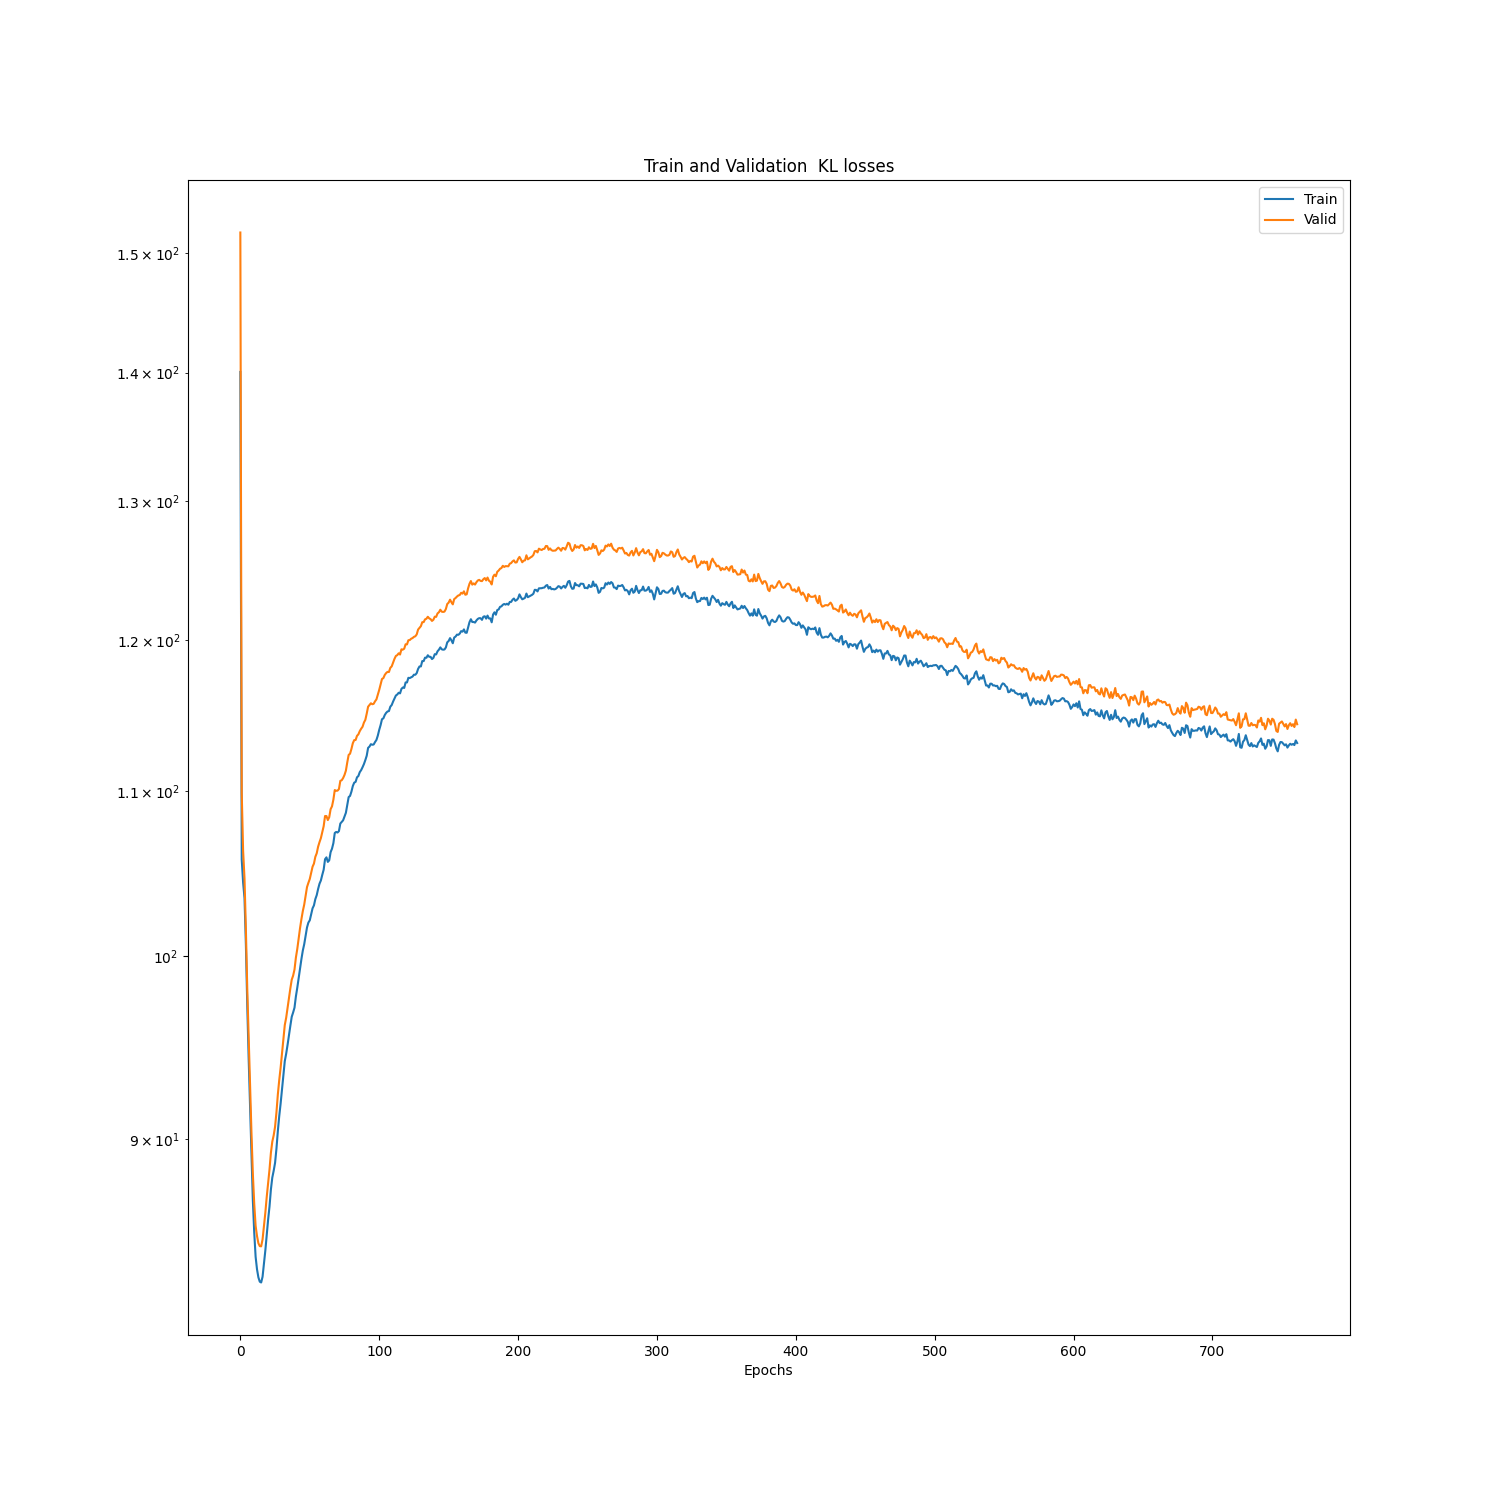 Train and Validation  KL losses
Train
Valid
1.5 × 10²
1.4 × 10²
1.3 × 10²
1.2 × 10²
1.1 × 10²
10²
9 × 10¹
0 100 200 300 400 500 600 700
Epochs